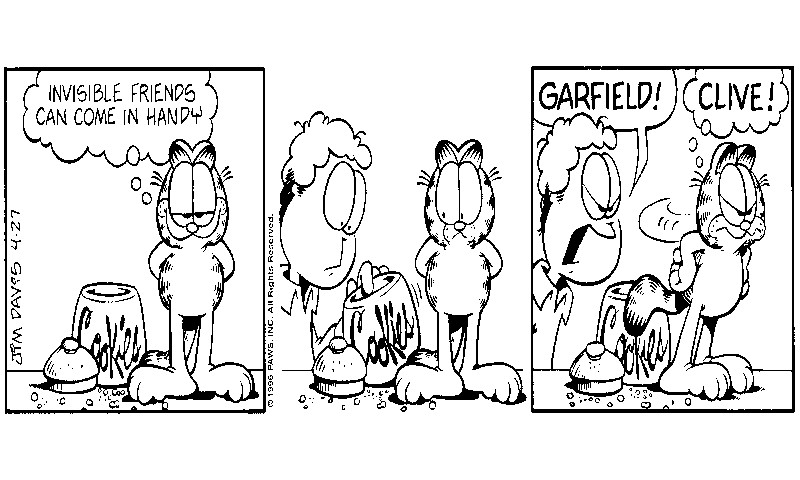 INVISIBLE FRIENDS
CAN COME IN HANDY
JIM DAVIS 4·27
Cookies
© 1996 PAWS, INC. All Rights Reserved.
Cookies
GARFIELD!
CLIVE!
Cookies